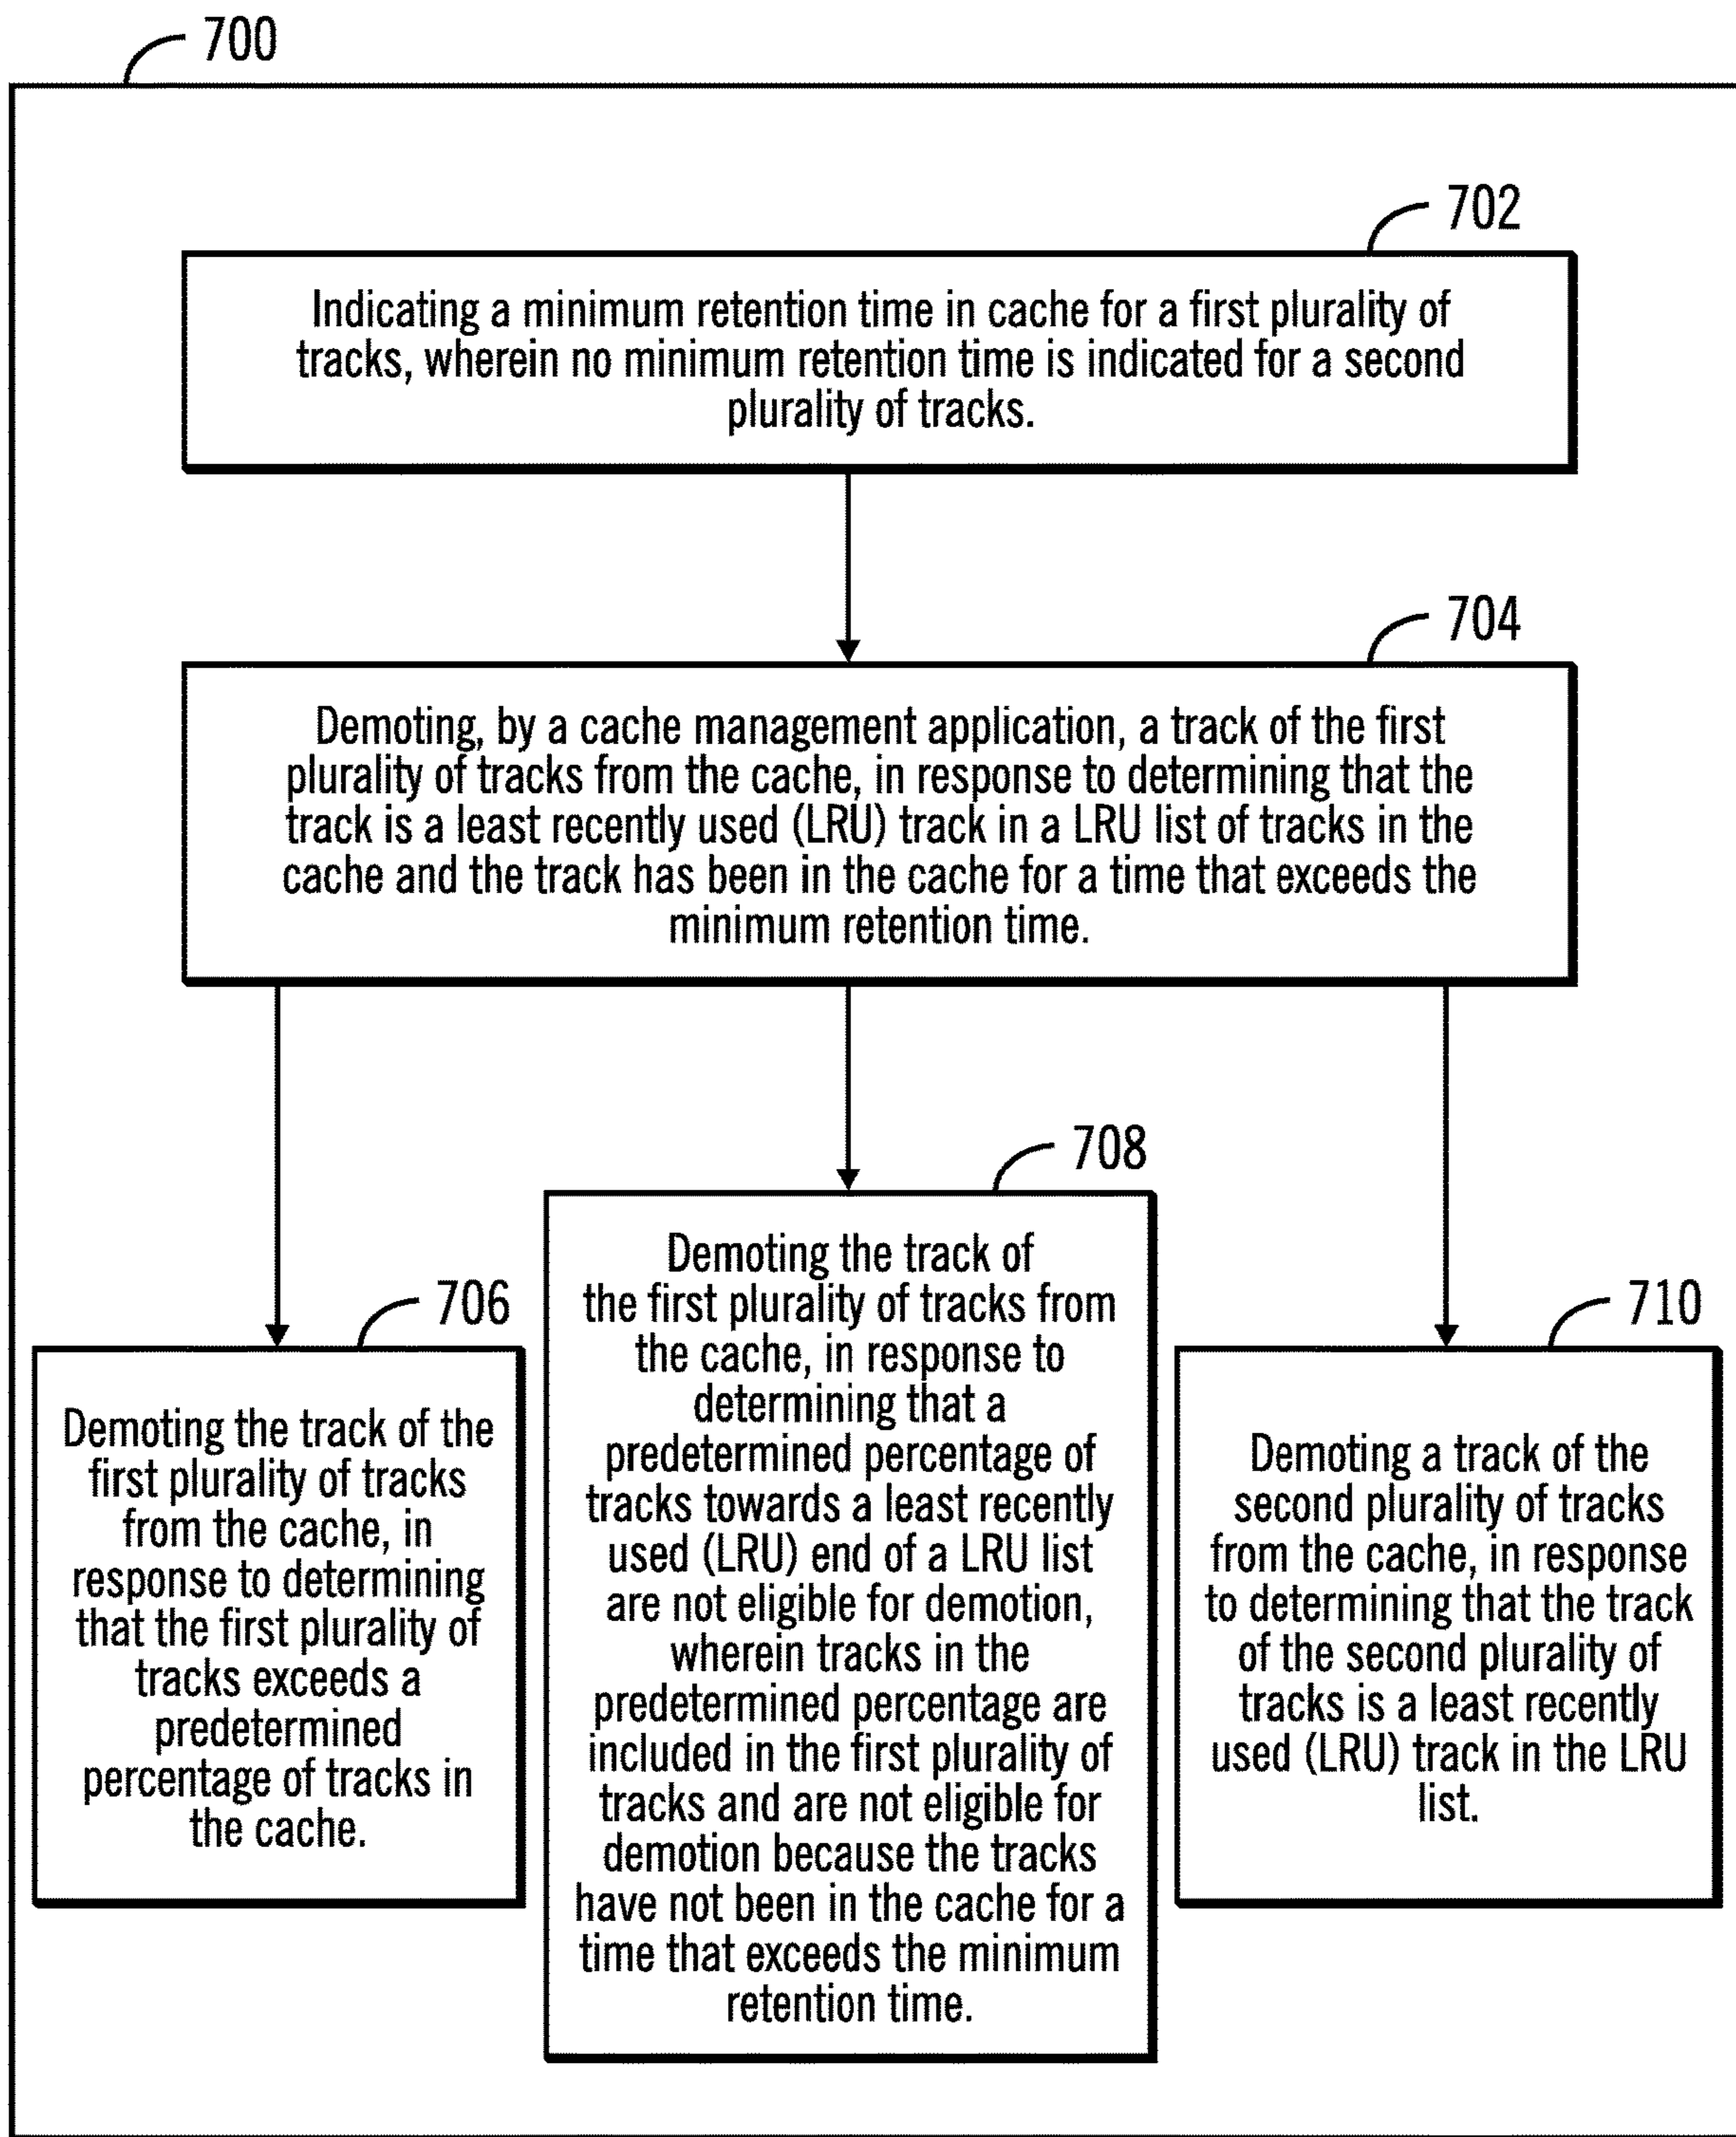 700
702
Indicating a minimum retention time in cache for a first plurality of
tracks, wherein no minimum retention time is indicated for a second
plurality of tracks.
704
Demoting, by a cache management application, a track of the first
plurality of tracks from the cache, in response to determining that the
track is a least recently used (LRU) track in a LRU list of tracks in the
cache and the track has been in the cache for a time that exceeds the
minimum retention time.
706
Demoting the track of the
first plurality of tracks
from the cache, in
response to determining
that the first plurality of
tracks exceeds a
predetermined
percentage of tracks in
the cache.
708
Demoting the track of
the first plurality of tracks from
the cache, in response to
determining that a
predetermined percentage of
tracks towards a least recently
used (LRU) end of a LRU list
are not eligible for demotion,
wherein tracks in the
predetermined percentage are
included in the first plurality of
tracks and are not eligible for
demotion because the tracks
have not been in the cache for a
time that exceeds the minimum
retention time.
710
Demoting a track of the
second plurality of tracks
from the cache, in response
to determining that the track
of the second plurality of
tracks is a least recently
used (LRU) track in the LRU
list.